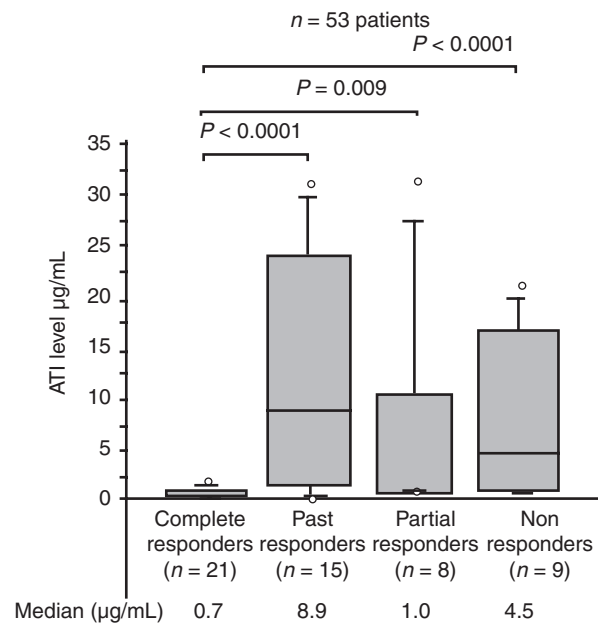 n = 53 patients
P < 0.0001
P = 0.009
P < 0.0001
35
30
25
20
15
10
5
0
ATI level µg/mL
Complete Past Partial Non
responders responders responders responders
(n = 21) (n = 15) (n = 8) (n = 9)
Median (µg/mL) 0.7 8.9 1.0 4.5